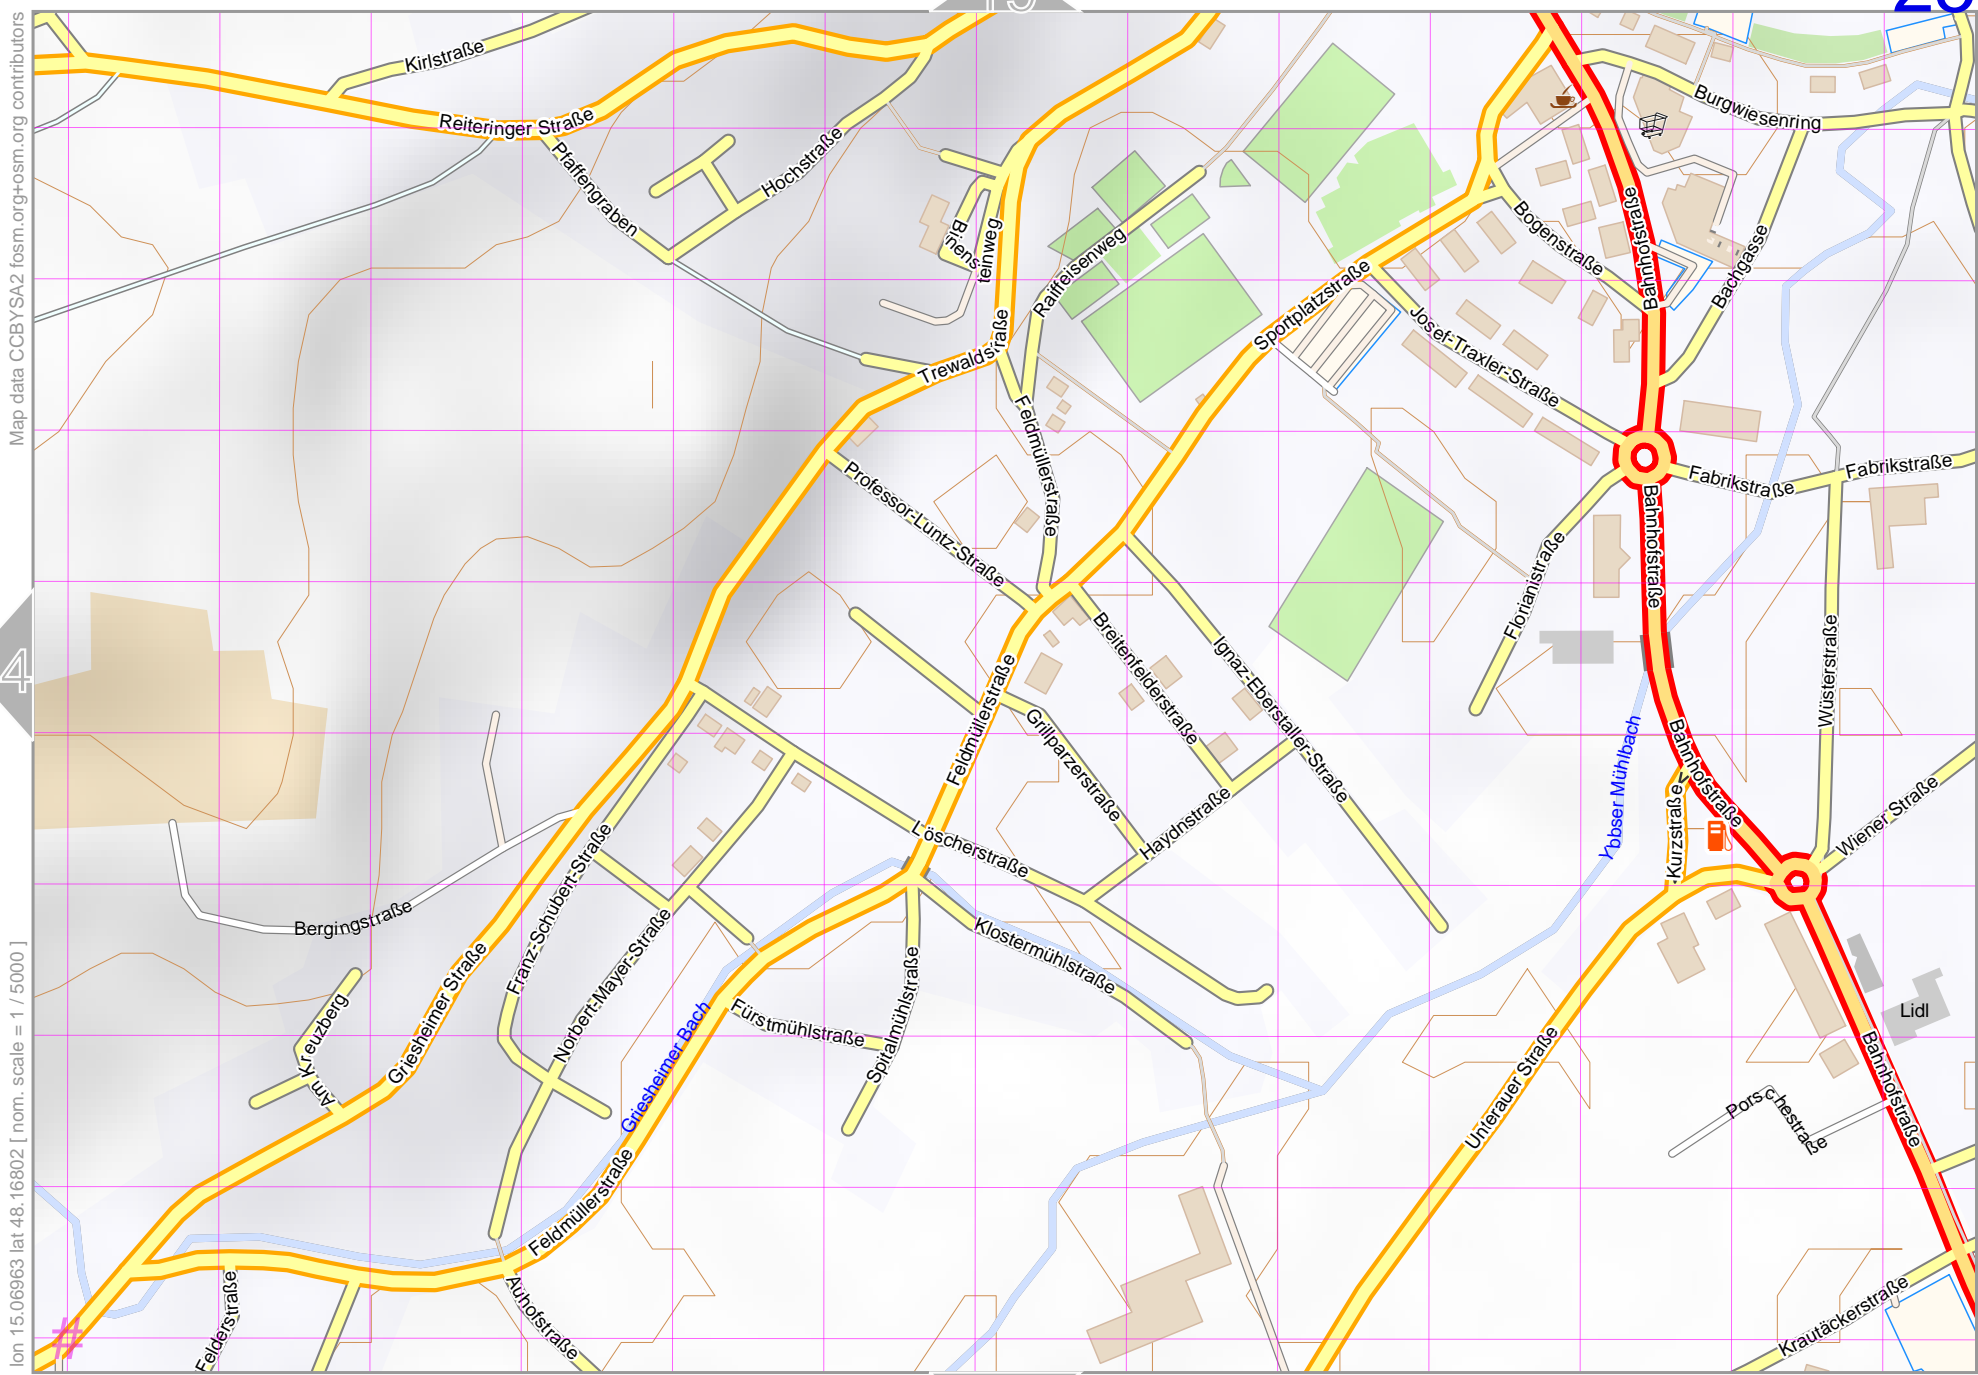 Map data CCBYSA2 fosm.org+osm.org contributors
lon 15.06963 lat 48.16802 [ nom. scale = 1 / 5000 ]
4
Kirlstraße
Reiteringer Straße
Pfaffengraben
Hochstraße
Binensteinweg
Raiffeisenweg
Trewaldstraße
Feldmüllerstraße
Sportplatzstraße
Josef-Traxler-Straße
Bogenstraße
Bahnhofstraße
Burgwiesenring
Bachgasse
Fabrikstraße
Fabrikstraße
Bahnhofstraße
Florianistraße
Wüsterstraße
Professor-Luntz-Straße
Breitenfelderstraße
Ignaz-Eberstaller-Straße
Feldmüllerstraße
Grillparzerstraße
Haydnstraße
Löscherstraße
Ybbser Mühlbach
Kurzstraße
Bahnhofstraße
Wiener Straße
Bergingstraße
Franz-Schubert-Straße
Norbert-Mayer-Straße
Griesheimer Straße
Am Kreuzberg
Klostermühlstraße
Spitalmühlstraße
Fürstmühlstraße
Griesheimer Bach
Feldmüllerstraße
Unterauer Straße
Lidl
Bahnhofstraße
Porschestraße
Krautäckerstraße
Felderstraße
Auhofstraße
#